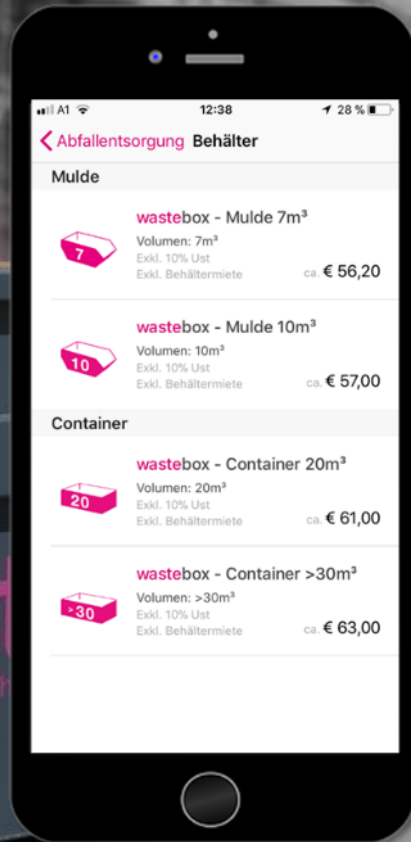 A1 12:38 28 %
Abfallentsorgung Behälter
Mulde
wastebox - Mulde 7m³
7
Volumen: 7m³
Exkl. 10% Ust
Exkl. Behältermiete ca. € 56,20
wastebox - Mulde 10m³
10
Volumen: 10m³
Exkl. 10% Ust
Exkl. Behältermiete ca. € 57,00
Container
wastebox - Container 20m³
20
Volumen: 20m³
Exkl. 10% Ust
Exkl. Behältermiete ca. € 61,00
wastebox - Container >30m³
>30
Volumen: >30m³
Exkl. 10% Ust
Exkl. Behältermiete ca. € 63,00